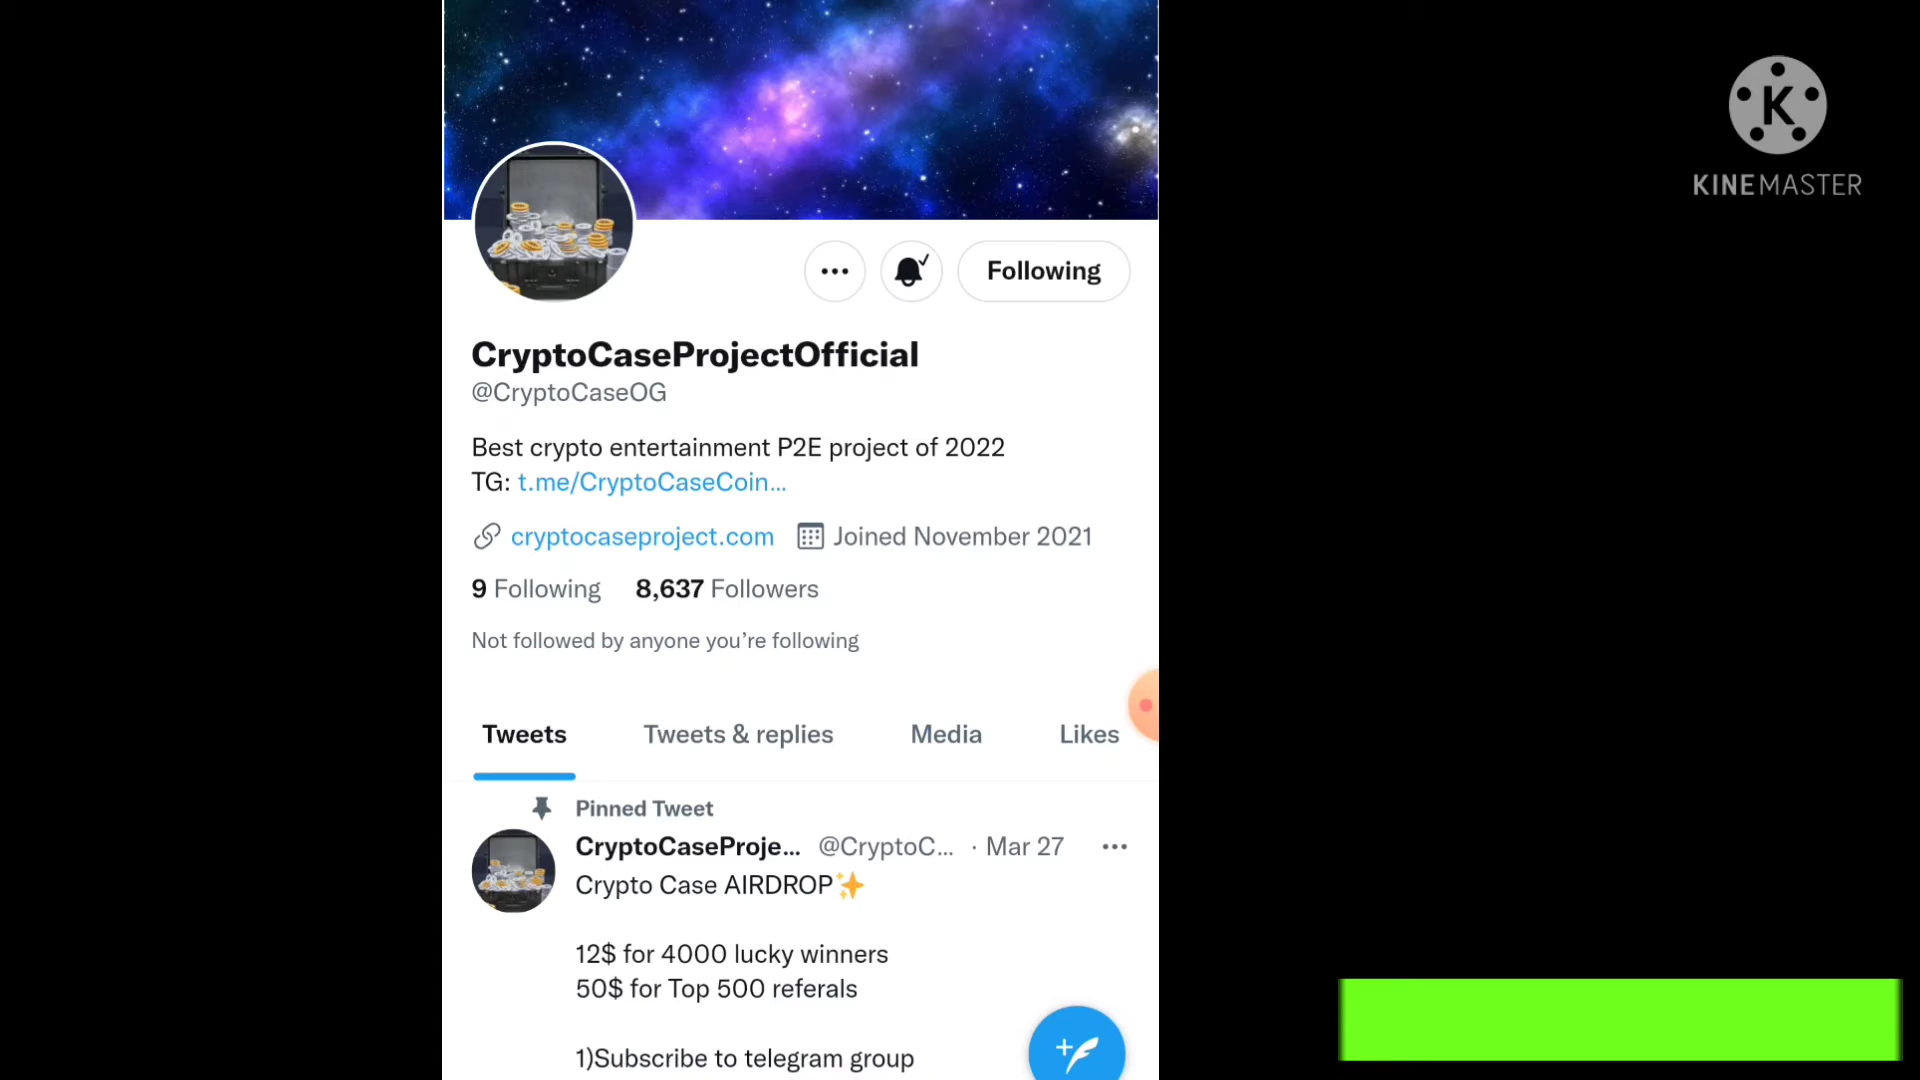 K
KINEMASTER
Following
CryptoCaseProjectOfficial
@CryptoCaseOG
Best crypto entertainment P2E project of 2022
TG: t.me/CryptoCaseCoin...
cryptocaseproject.com Joined November 2021
9 Following 8,637 Followers
Not followed by anyone you’re following
Tweets Tweets & replies Media Likes
Pinned Tweet
CryptoCaseProje... @CryptoC... · Mar 27
Crypto Case AIRDROP✨
12$ for 4000 lucky winners
50$ for Top 500 referals
1)Subscribe to telegram group